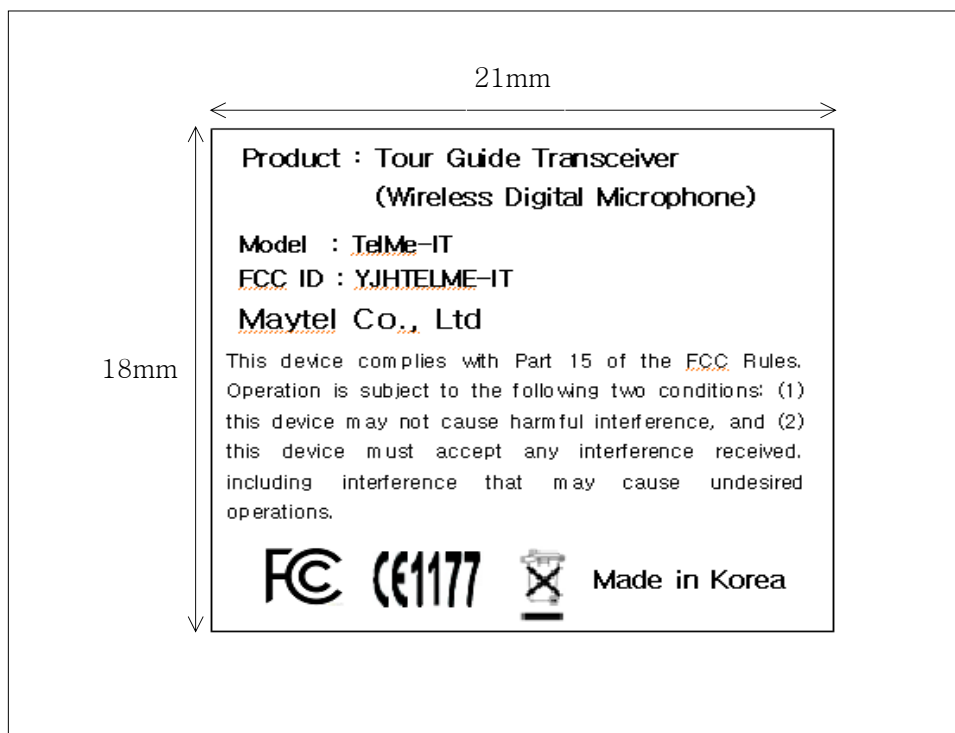 21mm
Product : Tour Guide Transceiver
(Wireless Digital Microphone)
Model : TelMe-IT
FCC ID : YJHTELME-IT
Maytel Co., Ltd
18mm
This device complies with Part 15 of the FCC Rules.
Operation is subject to the following two conditions: (1)
this device may not cause harmful interference, and (2)
this device must accept any interference received,
including interference that may cause undesired
operations.
FC CE1177 Made in Korea